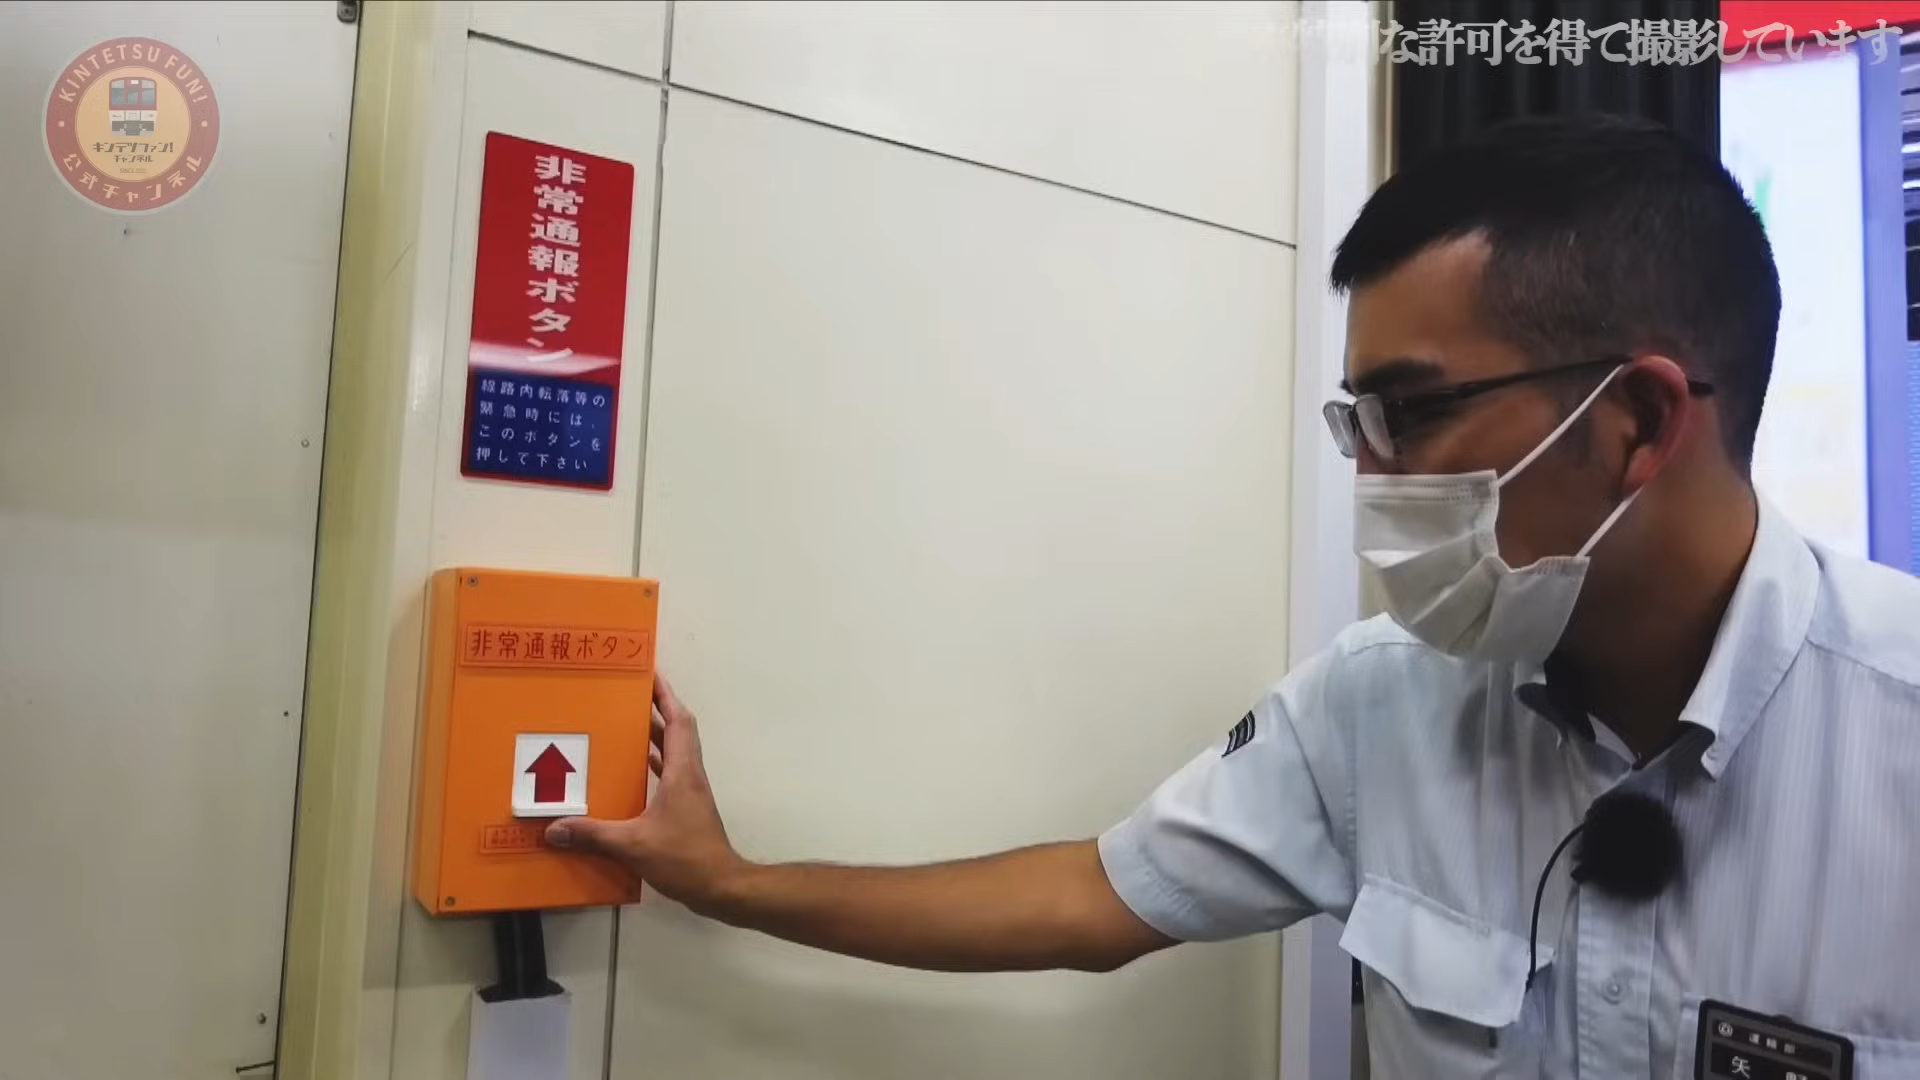 KINTETSU FUN!
キンテツファン!
チャンネル
公式チャンネル
な許可を得て撮影しています
非常通報ボタン
線路内転落等の
緊急時には、
このボタンを
押して下さい
非常通報ボタン
運輸部
矢